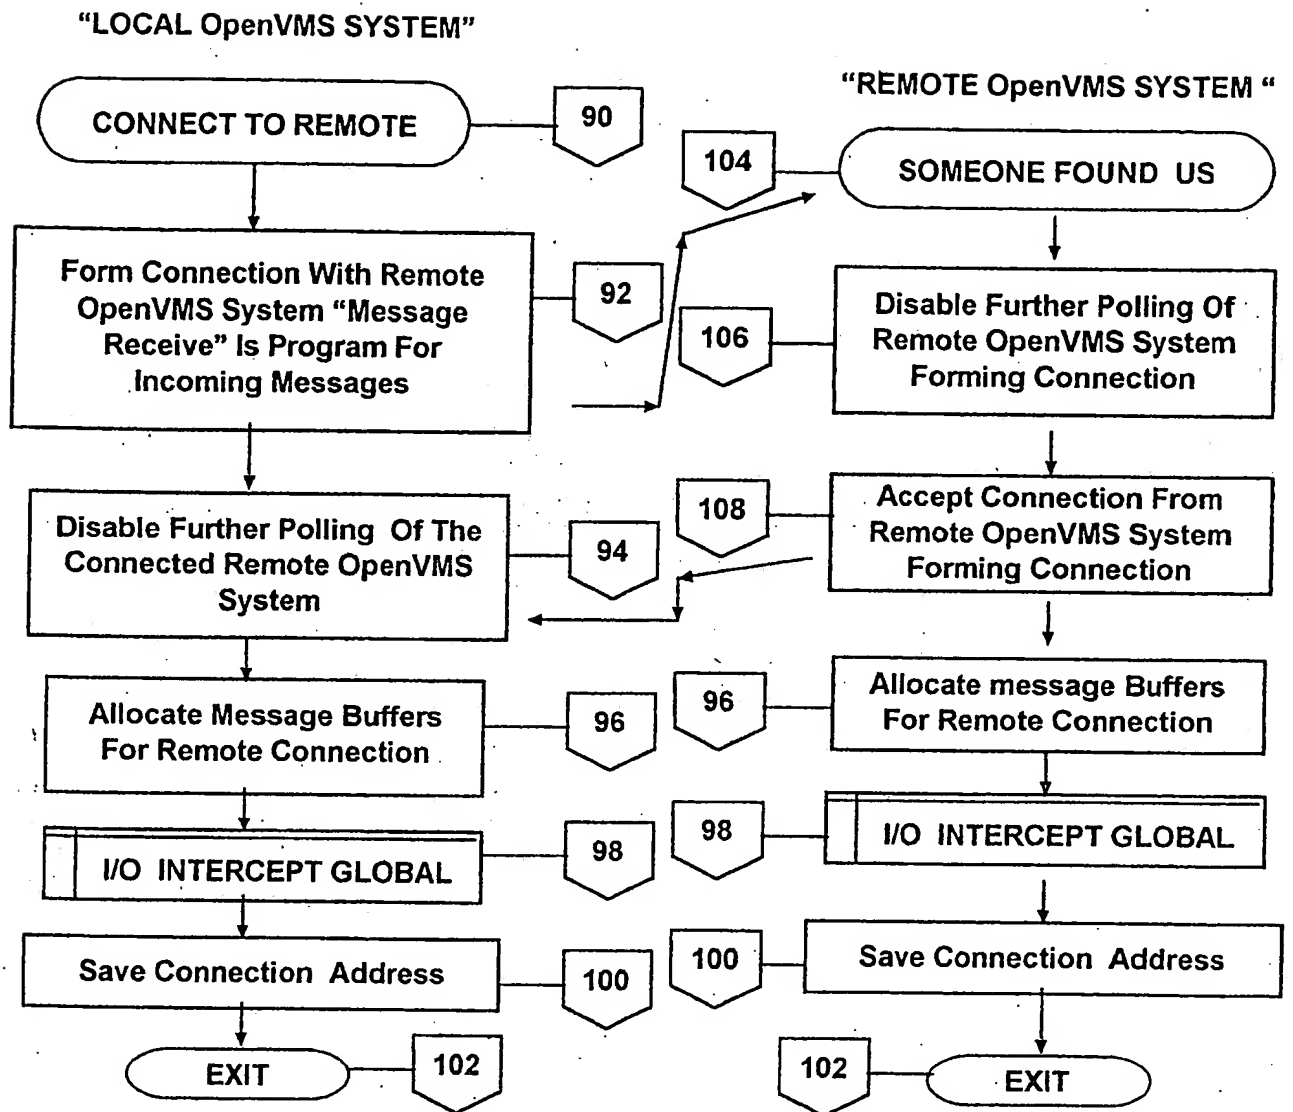 “LOCAL OpenVMS SYSTEM”
CONNECT TO REMOTE
90
Form Connection With Remote
OpenVMS System “Message
Receive” Is Program For
Incoming Messages
92
Disable Further Polling Of The
Connected Remote OpenVMS
System
94
Allocate Message Buffers
For Remote Connection
96
I/O INTERCEPT GLOBAL
98
Save Connection Address
100
EXIT
102
“REMOTE OpenVMS SYSTEM “
104
SOMEONE FOUND US
106
Disable Further Polling Of
Remote OpenVMS System
Forming Connection
108
Accept Connection From
Remote OpenVMS System
Forming Connection
96
Allocate message Buffers
For Remote Connection
98
I/O INTERCEPT GLOBAL
100
Save Connection Address
102
EXIT